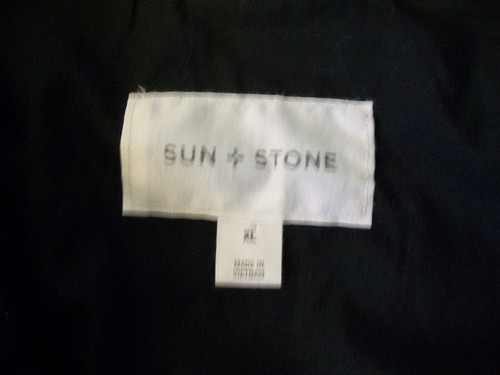 SUN + STONE
XL
MADE IN
VIETNAM